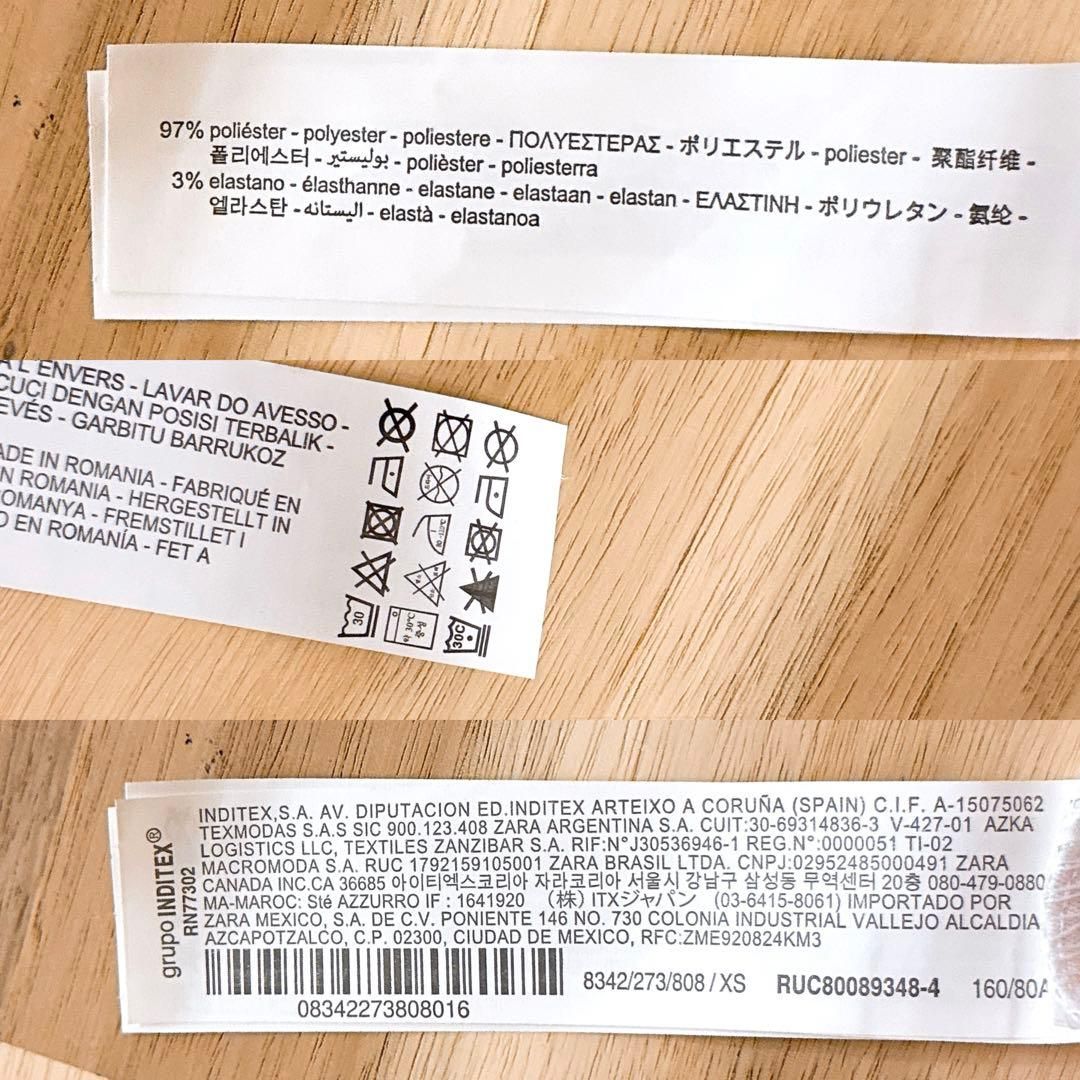 97% poliéster - polyester - poliestere - ΠΟΛΥΕΣΤΕΡΑΣ - ポリエステル - poliester - 聚酯纤维 -
폴리에스터 - بوليستير - polièster - poliesterra
3% elastano - élasthanne - elastane - elastaan - elastan - ΕΛΑΣΤΙΝΗ - ポリウレタン - 氨纶 -
엘라스탄 - اليستانه - elastà - elastanoa
A L'ENVERS - LAVAR DO AVESSO -
CUCI DENGAN POSISI TERBALIK -
EVÉS - GARBITU BARRUKOZ
ADE IN ROMANIA - FABRIQUÉ EN
N ROMANIA - HERGESTELLT IN
OMANYA - FREMSTILLET I
O EN ROMANÍA - FET A
30
약 30℃ 중성
30C
grupo INDITEX®
RN77302
INDITEX,S.A. AV. DIPUTACION ED.INDITEX ARTEIXO A CORUÑA (SPAIN) C.I.F. A-15075062
TEXMODAS S.A.S SIC 900.123.408 ZARA ARGENTINA S.A. CUIT:30-69314836-3 V-427-01 AZKA
LOGISTICS LLC, TEXTILES ZANZIBAR S.A. RIF:N°J30536946-1 REG.N°:0000051 TI-02
MACROMODA S.A. RUC 1792159105001 ZARA BRASIL LTDA. CNPJ:02952485000491 ZARA
CANADA INC.CA 36685 아이티엑스코리아 자라코리아 서울시 강남구 삼성동 무역센터 20층 080-479-0880
MA-MAROC: Sté AZZURRO IF : 1641920 (株) ITXジャパン (03-6415-8061) IMPORTADO POR
ZARA MEXICO, S.A. DE C.V. PONIENTE 146 NO. 730 COLONIA INDUSTRIAL VALLEJO ALCALDIA
AZCAPOTZALCO, C.P. 02300, CIUDAD DE MEXICO, RFC:ZME920824KM3
08342273808016
8342/273/808 / XS RUC80089348-4 160/80A